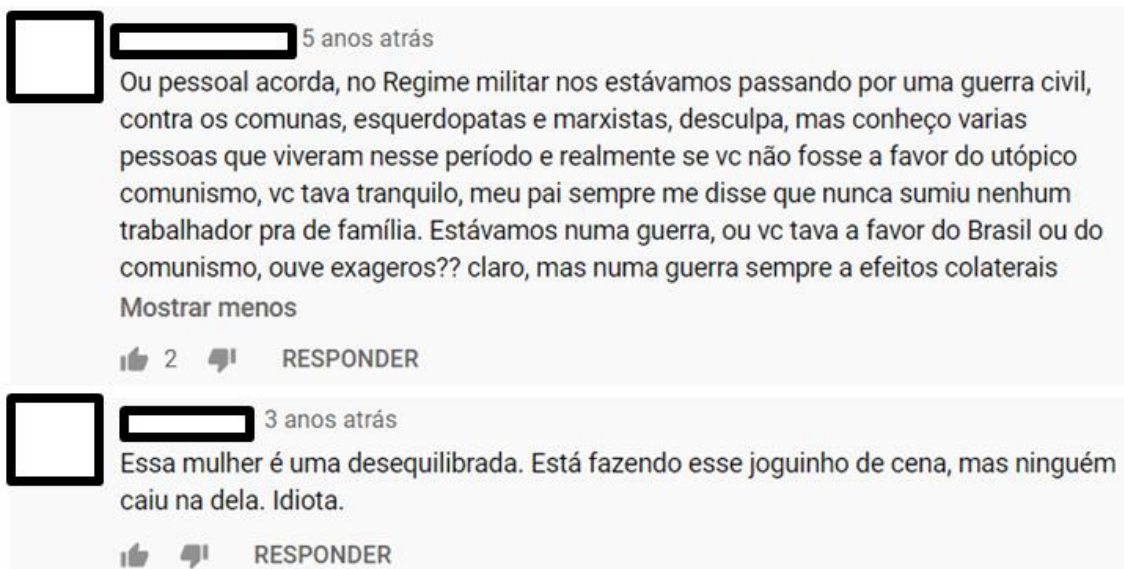 5 anos atrás
Ou pessoal acorda, no Regime militar nos estávamos passando por uma guerra civil,
contra os comunas, esquerdopatas e marxistas, desculpa, mas conheço varias
pessoas que viveram nesse período e realmente se vc não fosse a favor do utópico
comunismo, vc tava tranquilo, meu pai sempre me disse que nunca sumiu nenhum
trabalhador pra de família. Estávamos numa guerra, ou vc tava a favor do Brasil ou do
comunismo, ouve exageros?? claro, mas numa guerra sempre a efeitos colaterais
Mostrar menos
2 RESPONDER
3 anos atrás
Essa mulher é uma desequilibrada. Está fazendo esse joguinho de cena, mas ninguém
caiu na dela. Idiota.
RESPONDER